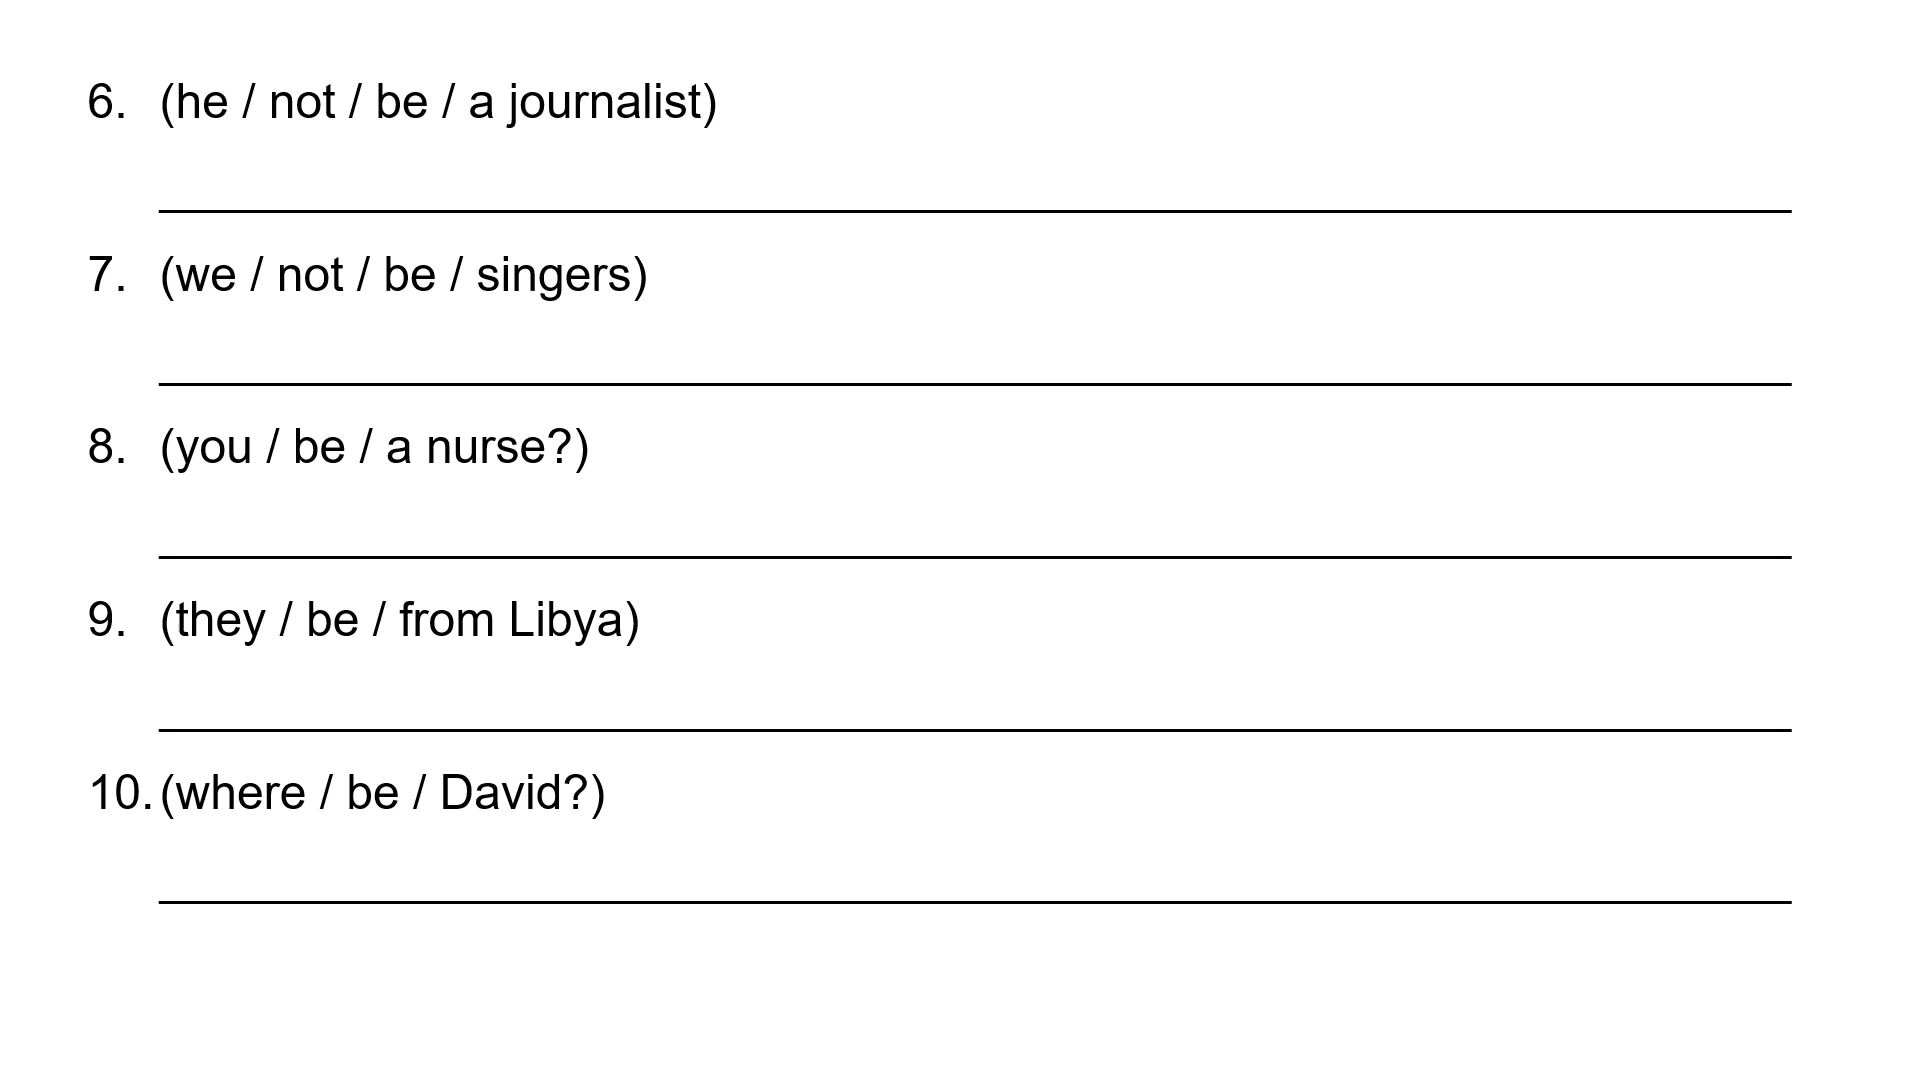 6. (he / not / be / a journalist)
7. (we / not / be / singers)
8. (you / be / a nurse?)
9. (they / be / from Libya)
10. (where / be / David?)